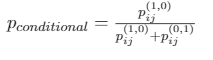 $p_{conditional} = \frac{p_{ij}^{(1,0)}}{p_{ij}^{(1,0)} + p_{ij}^{(0,1)}}$